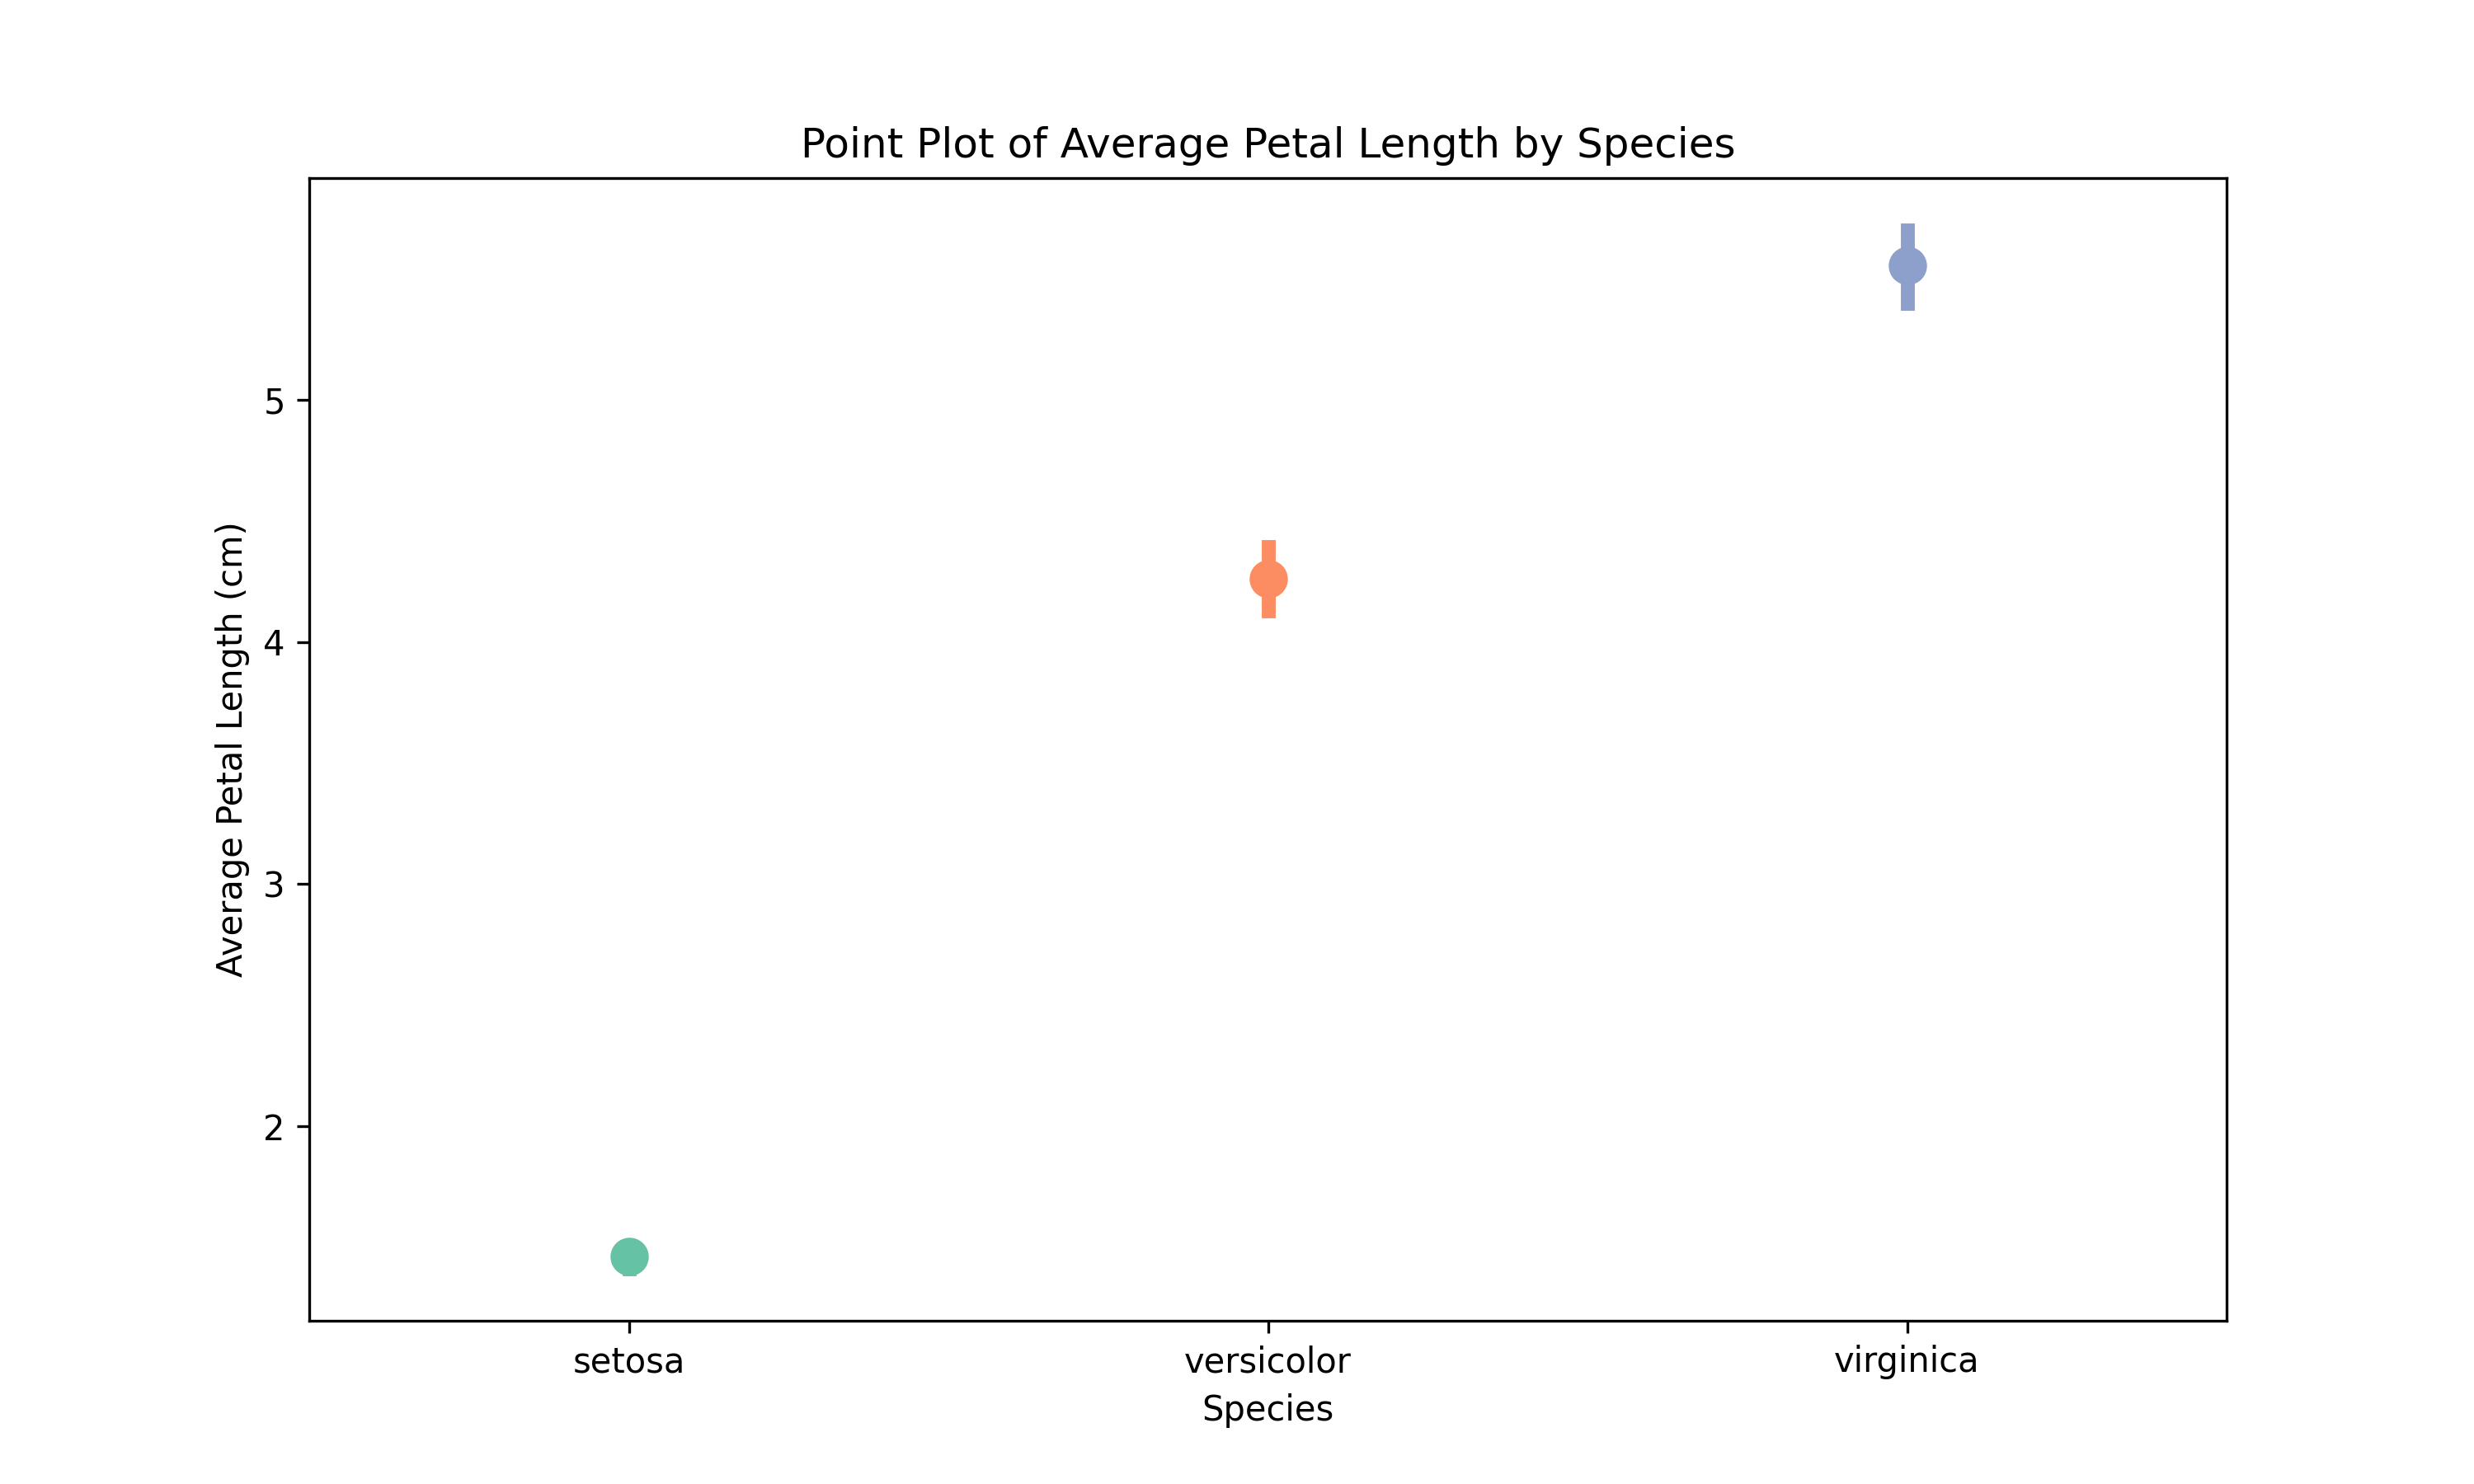 Point Plot of Average Petal Length by Species
Average Petal Length (cm)
5
4
3
2
setosa
versicolor
virginica
Species